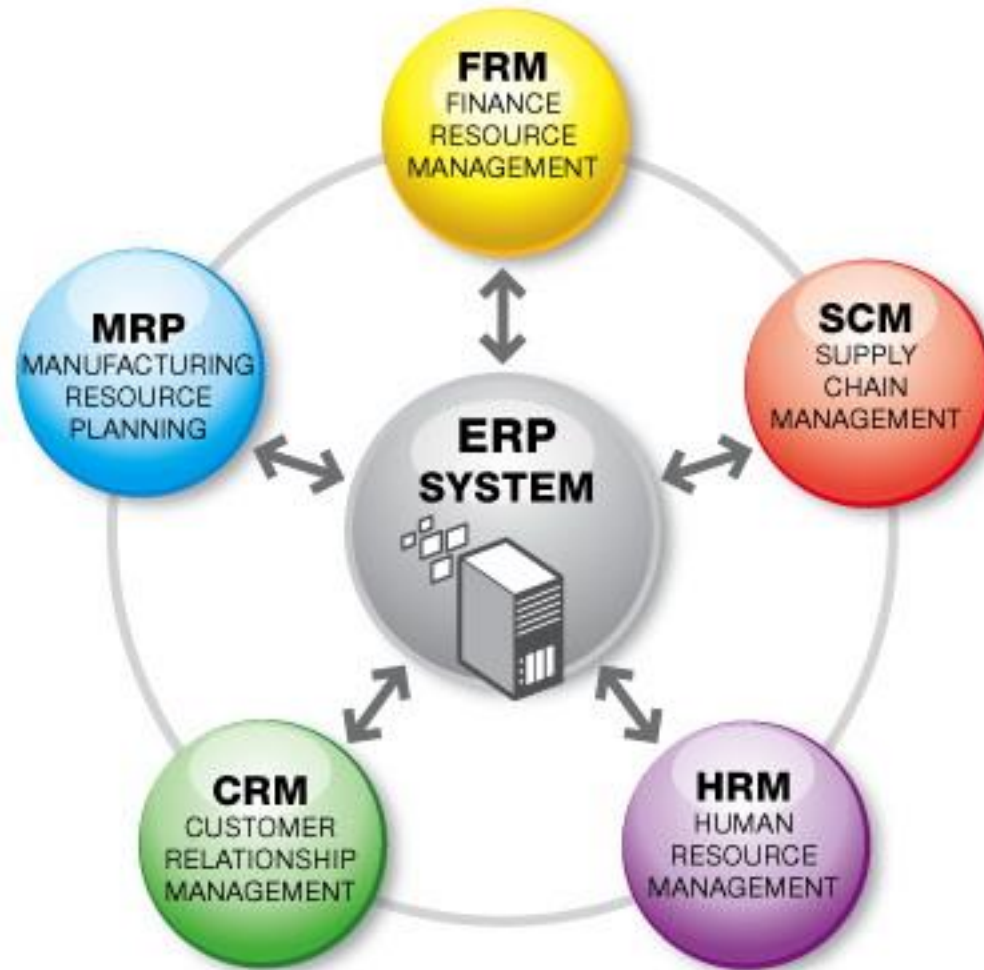 FRM
FINANCE
RESOURCE
MANAGEMENT
MRP
MANUFACTURING
RESOURCE
PLANNING
SCM
SUPPLY
CHAIN
MANAGEMENT
ERP
SYSTEM
CRM
CUSTOMER
RELATIONSHIP
MANAGEMENT
HRM
HUMAN
RESOURCE
MANAGEMENT